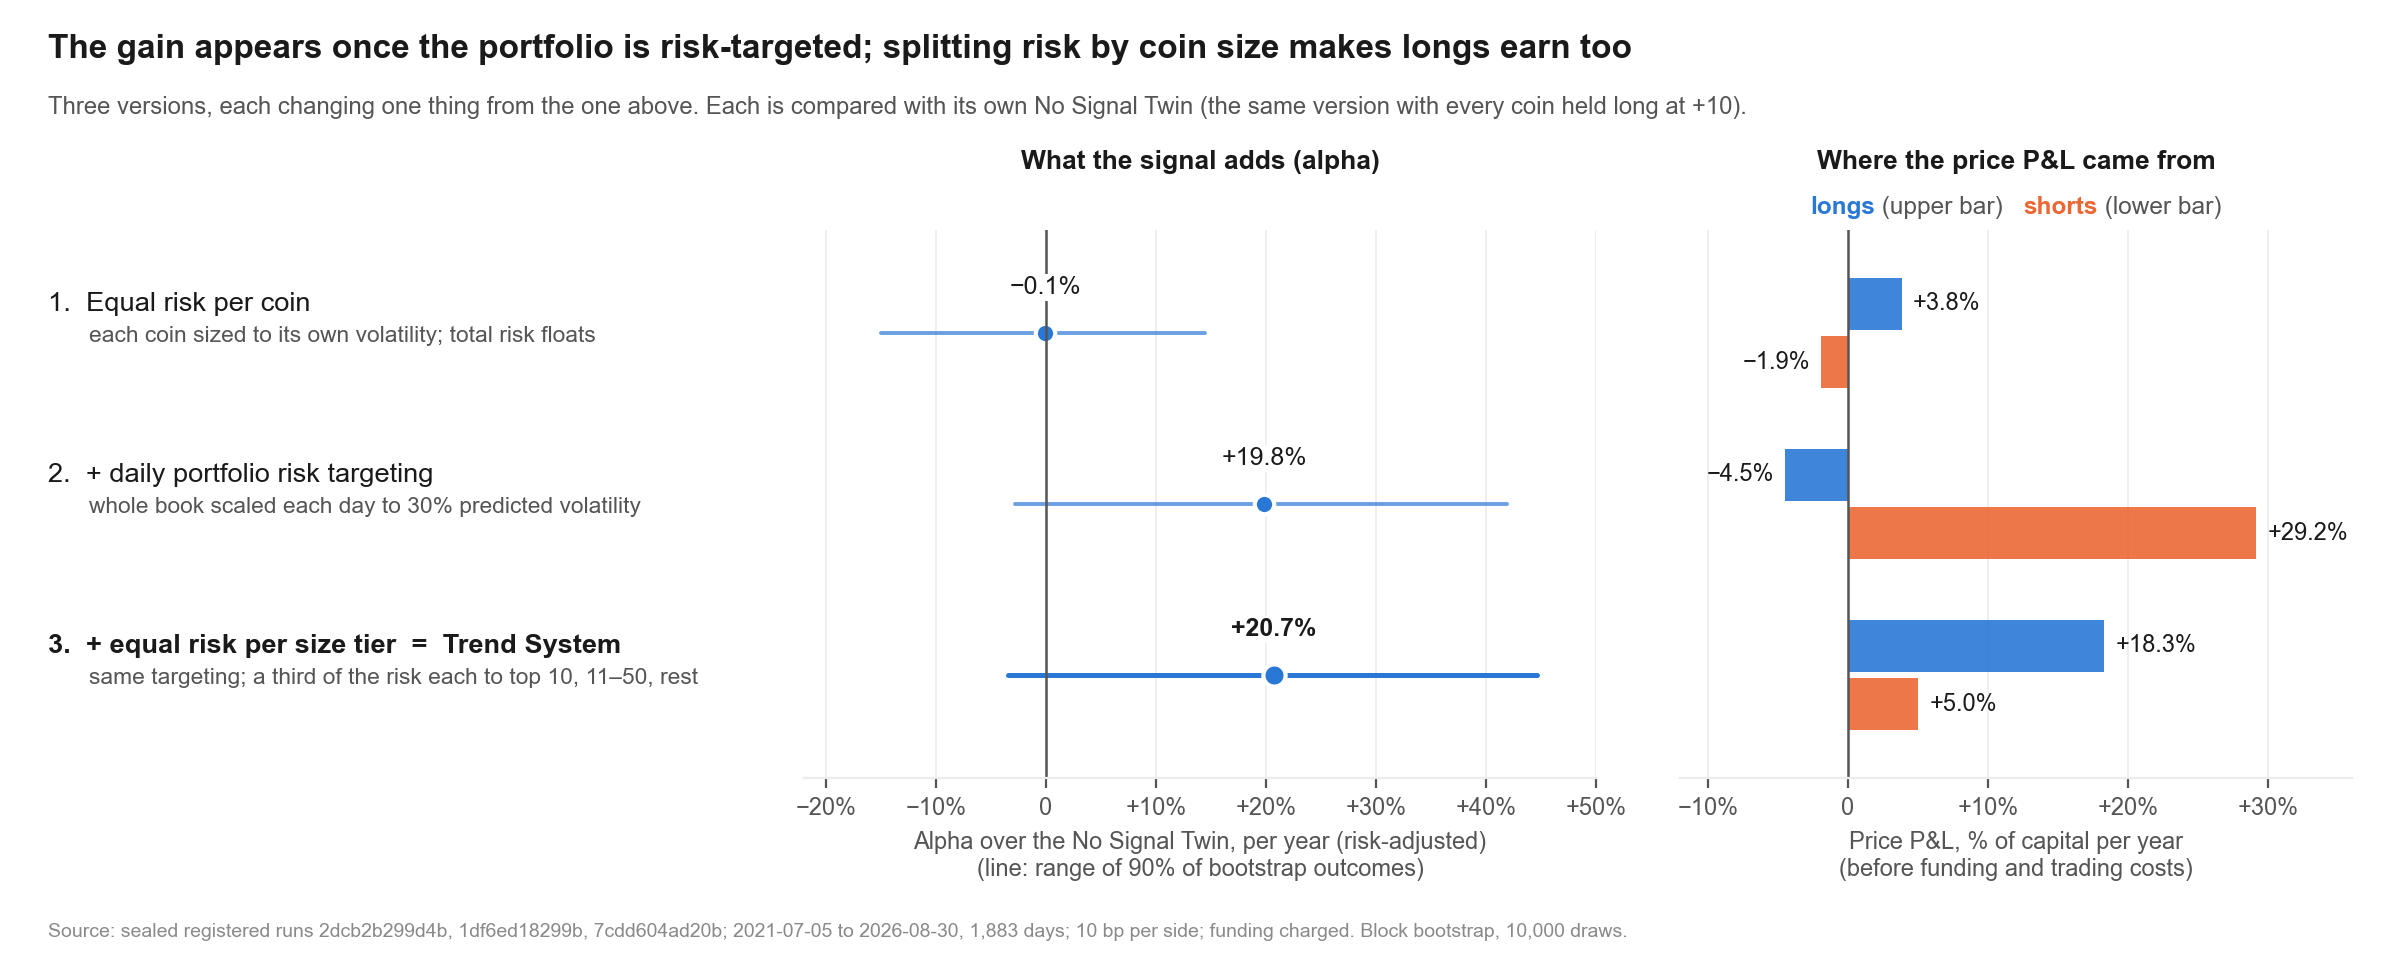 The gain appears once the portfolio is risk-targeted; splitting risk by coin size makes longs earn too
Three versions, each changing one thing from the one above. Each is compared with its own No Signal Twin (the same version with every coin held long at +10).
What the signal adds (alpha)
Where the price P&L came from
longs (upper bar) shorts (lower bar)
1. Equal risk per coin
each coin sized to its own volatility; total risk floats
−0.1%
+3.8%
−1.9%
2. + daily portfolio risk targeting
whole book scaled each day to 30% predicted volatility
+19.8%
−4.5%
+29.2%
3. + equal risk per size tier = Trend System
same targeting; a third of the risk each to top 10, 11–50, rest
+20.7%
+18.3%
+5.0%
−20% −10% 0 +10% +20% +30% +40% +50%
Alpha over the No Signal Twin, per year (risk-adjusted)
(line: range of 90% of bootstrap outcomes)
−10% 0 +10% +20% +30%
Price P&L, % of capital per year
(before funding and trading costs)
Source: sealed registered runs 2dcb2b299d4b, 1df6ed18299b, 7cdd604ad20b; 2021-07-05 to 2026-08-30, 1,883 days; 10 bp per side; funding charged. Block bootstrap, 10,000 draws.